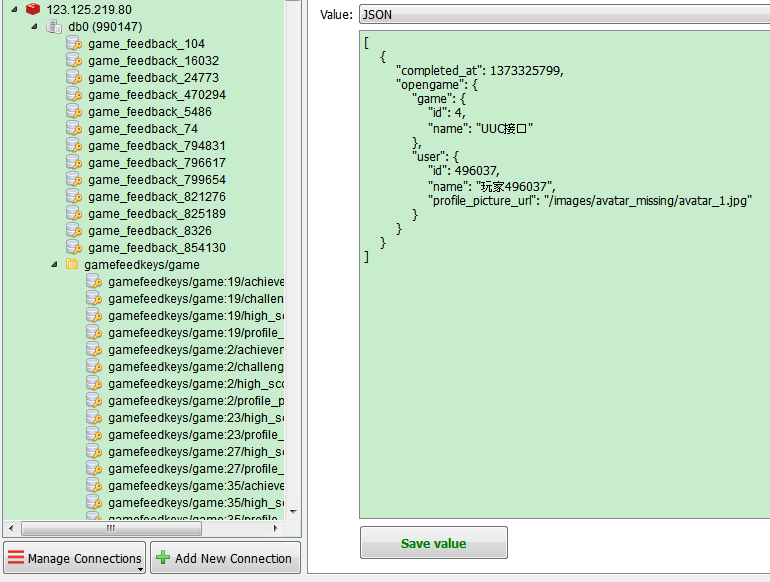 123.125.219.80
db0 (990147)
game_feedback_104
game_feedback_16032
game_feedback_24773
game_feedback_470294
game_feedback_5486
game_feedback_74
game_feedback_794831
game_feedback_796617
game_feedback_799654
game_feedback_821276
game_feedback_825189
game_feedback_8326
game_feedback_854130
gamefeedkeys/game
gamefeedkeys/game:19/achieve
gamefeedkeys/game:19/challen
gamefeedkeys/game:19/high_sc
gamefeedkeys/game:19/profile_
gamefeedkeys/game:2/achiever
gamefeedkeys/game:2/challeng
gamefeedkeys/game:2/high_sco
gamefeedkeys/game:2/profile_p
gamefeedkeys/game:23/high_sc
gamefeedkeys/game:23/profile_
gamefeedkeys/game:27/high_sc
gamefeedkeys/game:27/profile_
gamefeedkeys/game:35/achieve
gamefeedkeys/game:35/high_sc
Manage Connections
Add New Connection
Value: JSON
[
{
"completed_at": 1373325799,
"opengame": {
"game": {
"id": 4,
"name": "UUC接口"
},
"user": {
"id": 496037,
"name": "玩家496037",
"profile_picture_url": "/images/avatar_missing/avatar_1.jpg"
}
}
}
]
Save value